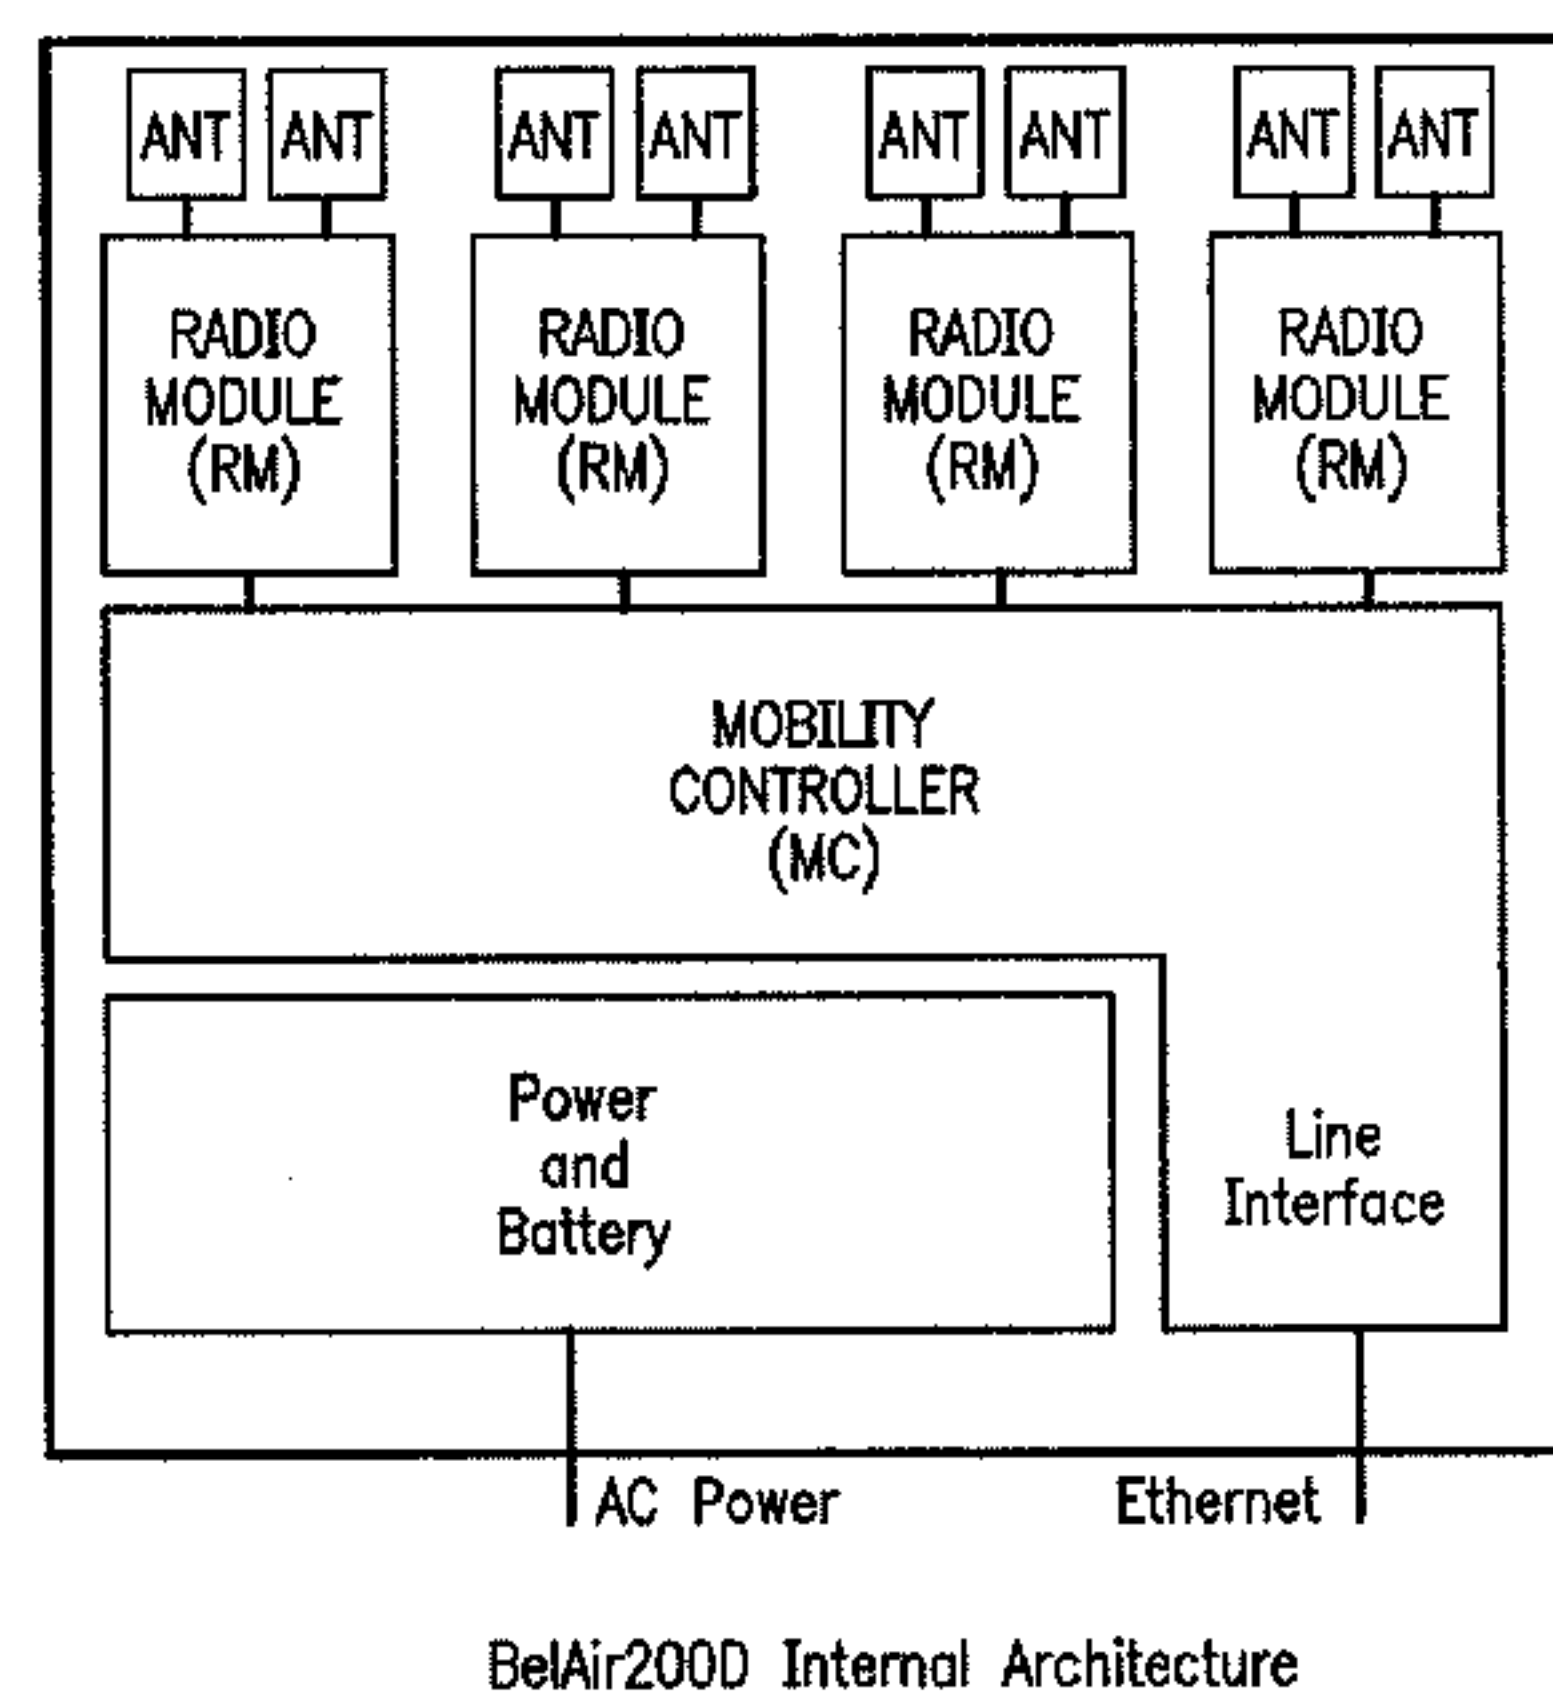 ANT ANT ANT ANT ANT ANT ANT ANT
RADIO MODULE (RM)
RADIO MODULE (RM)
RADIO MODULE (RM)
RADIO MODULE (RM)
MOBILITY
CONTROLLER
(MC)
Power
and
Battery
Line
Interface
AC Power
Ethernet
BelAir200D Internal Architecture